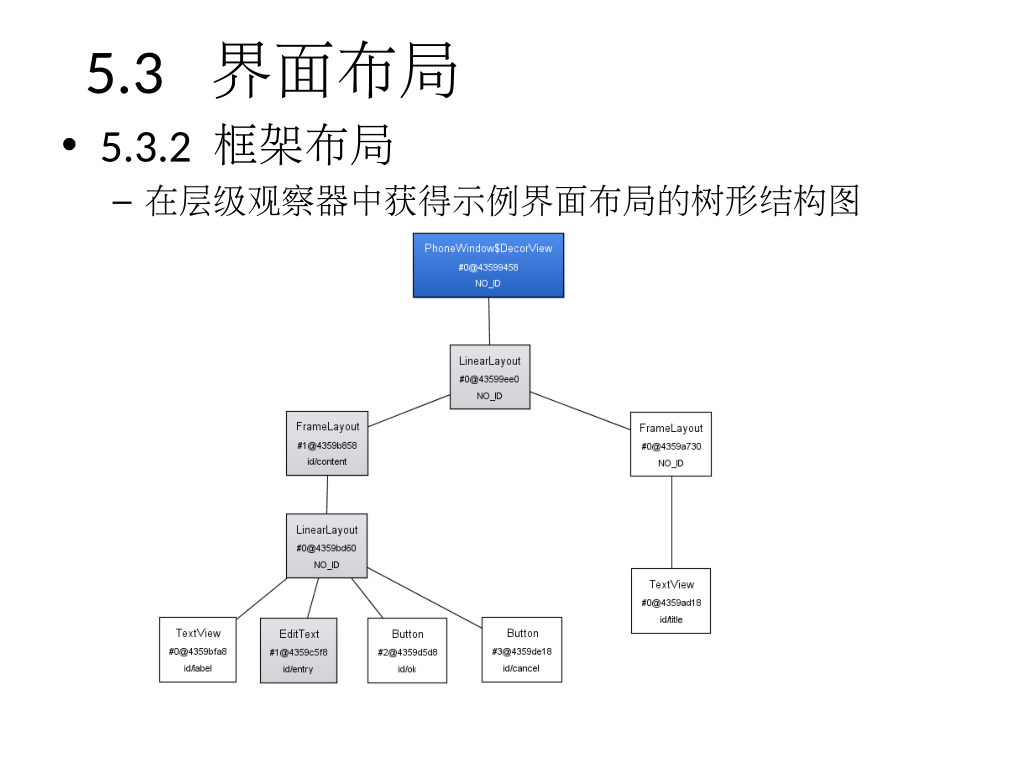 5.3 界面布局
• 5.3.2 框架布局
– 在层级观察器中获得示例界面布局的树形结构图
PhoneWindow$DecorView
#0@43599458
NO_ID
LinearLayout
#0@43599ee0
NO_ID
FrameLayout
#1@4359b858
id/content
FrameLayout
#0@4359a730
NO_ID
LinearLayout
#0@4359bd60
NO_ID
TextView
#0@4359ad18
id/title
TextView
#0@4359bfa8
id/label
EditText
#1@4359c5f8
id/entry
Button
#2@4359d5d8
id/ok
Button
#3@4359de18
id/cancel